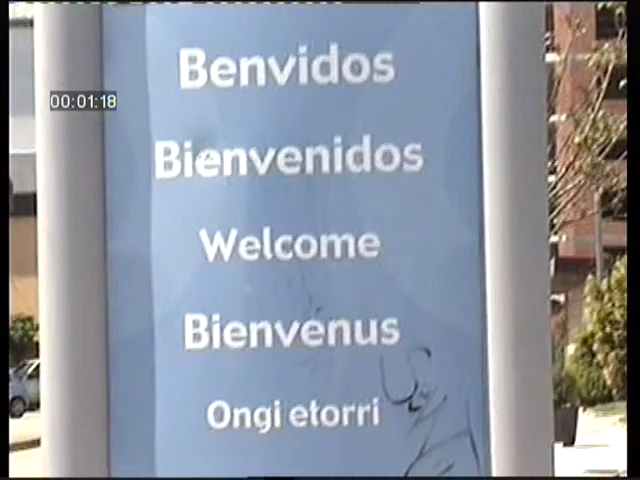 Benvidos
00:01:18
Bienvenidos
Welcome
Bienvenus
Ongi etorri